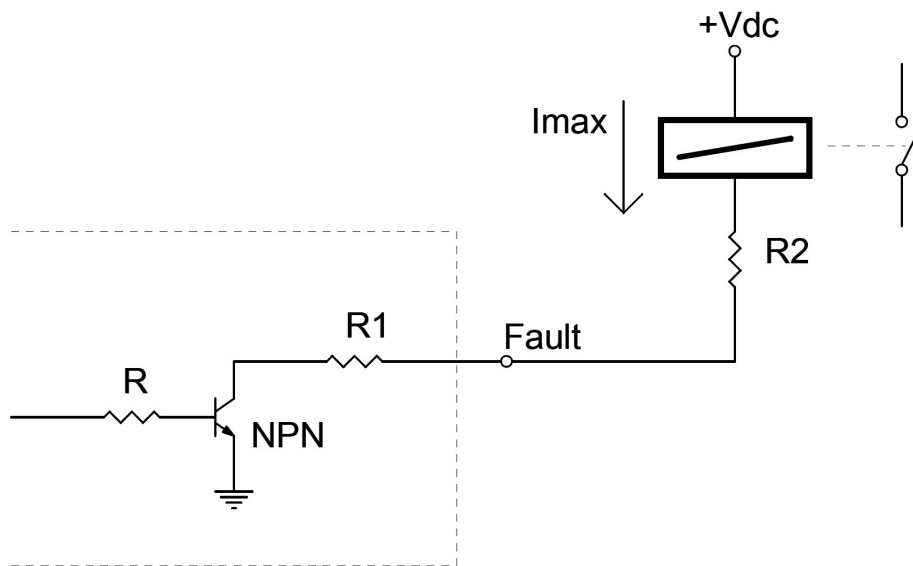 +Vdc
Imax
R2
R1
Fault
R
NPN